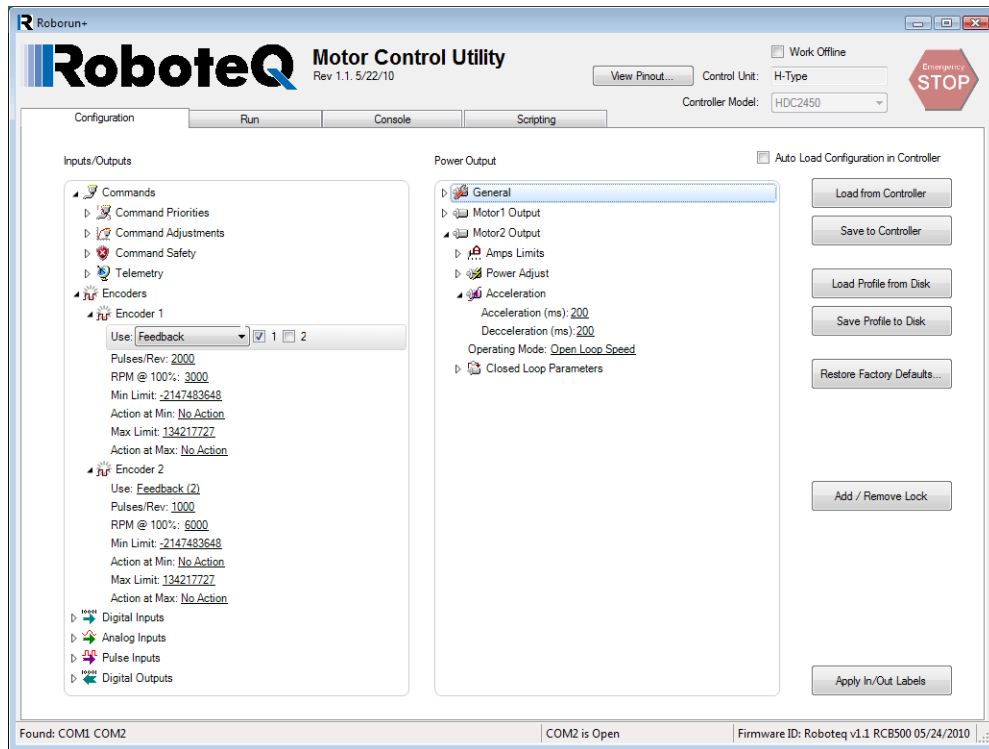 Roborun+
RoboteQ
Motor Control Utility
Rev 1.1. 5/22/10
Work Offline
View Pinout...
Control Unit: H-Type
Controller Model: HDC2450
Emergency
STOP
Configuration
Run
Console
Scripting
Inputs/Outputs
Commands
Command Priorities
Command Adjustments
Command Safety
Telemetry
Encoders
Encoder 1
Use: Feedback 1 2
Pulses/Rev: 2000
RPM @ 100%: 3000
Min Limit: -2147483648
Action at Min: No Action
Max Limit: 134217727
Action at Max: No Action
Encoder 2
Use: Feedback (2)
Pulses/Rev: 1000
RPM @ 100%: 6000
Min Limit: -2147483648
Action at Min: No Action
Max Limit: 134217727
Action at Max: No Action
Digital Inputs
Analog Inputs
Pulse Inputs
Digital Outputs
Power Output
General
Motor1 Output
Motor2 Output
Amps Limits
Power Adjust
Acceleration
Acceleration (ms): 200
Decceleration (ms): 200
Operating Mode: Open Loop Speed
Closed Loop Parameters
Auto Load Configuration in Controller
Load from Controller
Save to Controller
Load Profile from Disk
Save Profile to Disk
Restore Factory Defaults...
Add / Remove Lock
Apply In/Out Labels
Found: COM1 COM2
COM2 is Open
Firmware ID: Roboteq v1.1 RCB500 05/24/2010